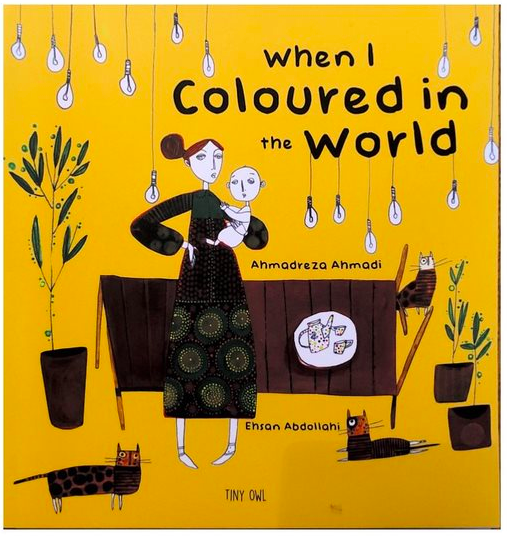 When I
Coloured in
the World
Ahmadreza Ahmadi
Ehsan Abdollahi
TINY OWL